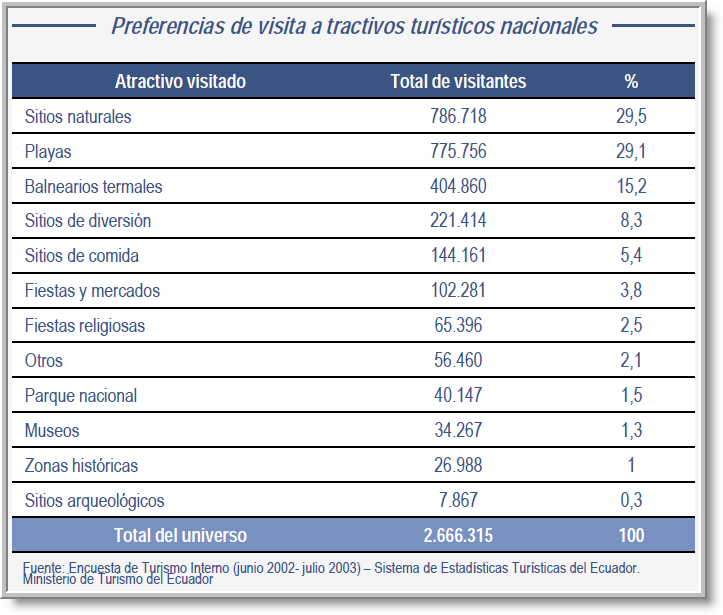 Preferencias de visita a tractivos turísticos nacionales
Atractivo visitado Total de visitantes %
Sitios naturales 786.718 29,5
Playas 775.756 29,1
Balnearios termales 404.860 15,2
Sitios de diversión 221.414 8,3
Sitios de comida 144.161 5,4
Fiestas y mercados 102.281 3,8
Fiestas religiosas 65.396 2,5
Otros 56.460 2,1
Parque nacional 40.147 1,5
Museos 34.267 1,3
Zonas históricas 26.988 1
Sitios arqueológicos 7.867 0,3
Total del universo 2.666.315 100
Fuente: Encuesta de Turismo Interno (junio 2002- julio 2003) – Sistema de Estadísticas Turísticas del Ecuador.
Ministerio de Turismo del Ecuador